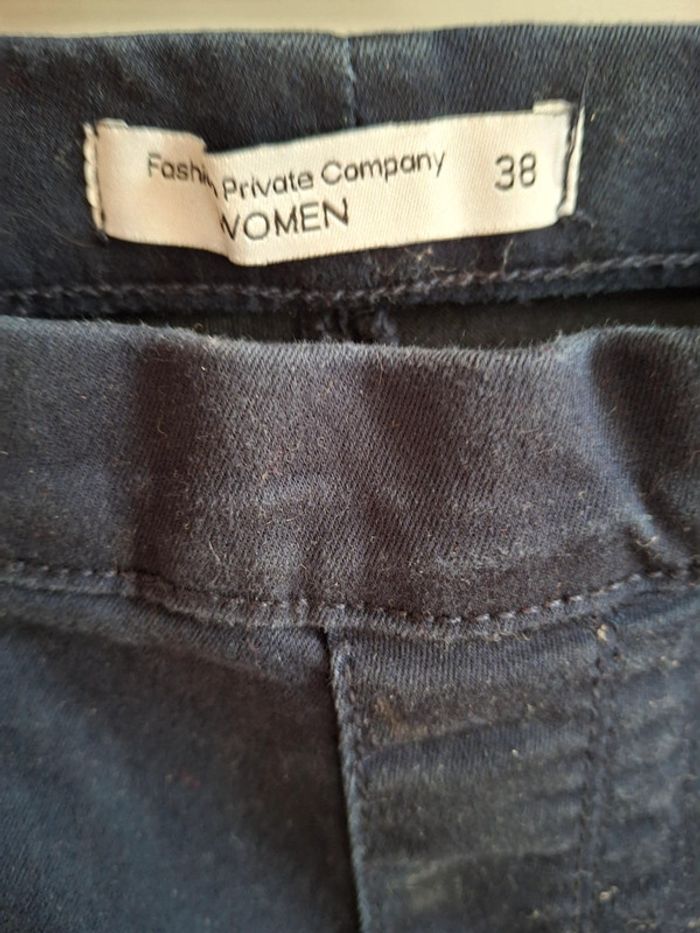 Fashion Private Company 38
WOMEN